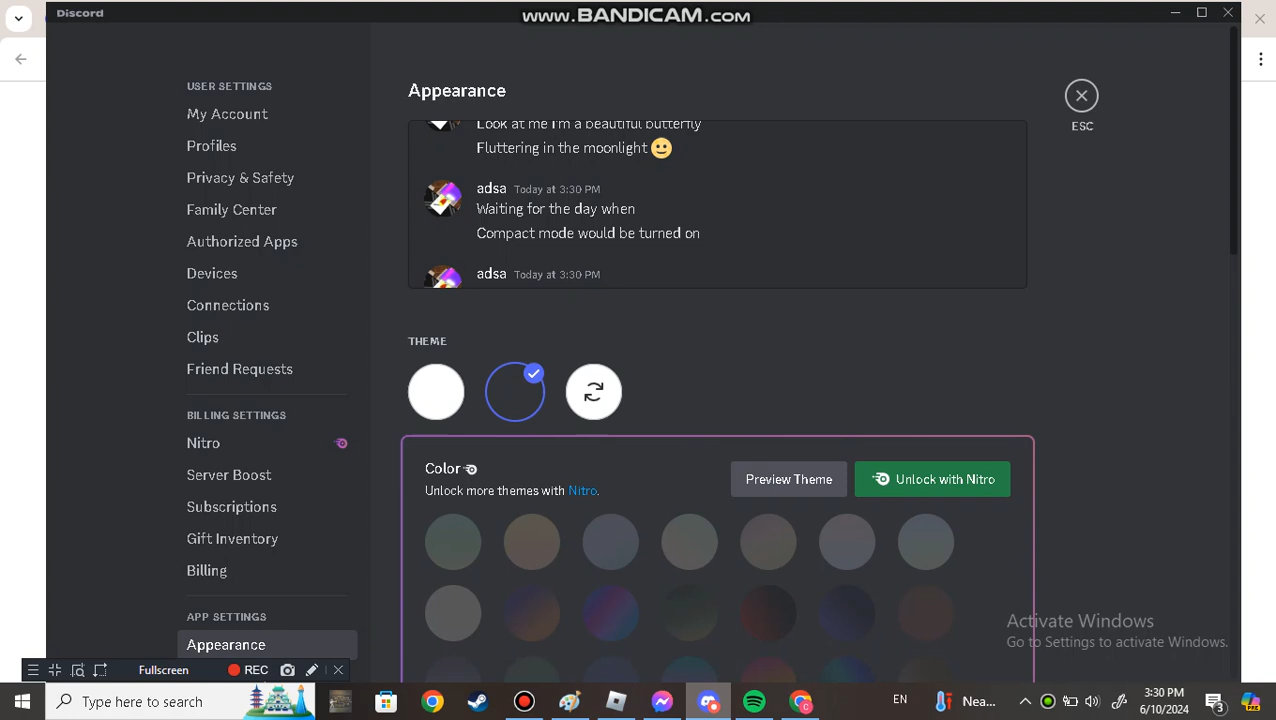 Discord
www.BANDICAM.com
USER SETTINGS
My Account
Profiles
Privacy & Safety
Family Center
Authorized Apps
Devices
Connections
Clips
Friend Requests
BILLING SETTINGS
Nitro
Server Boost
Subscriptions
Gift Inventory
Billing
APP SETTINGS
Appearance
Appearance
ESC
Look at me I'm a beautiful butterfly
Fluttering in the moonlight
adsa Today at 3:30 PM
Waiting for the day when
Compact mode would be turned on
adsa Today at 3:30 PM
THEME
Color
Unlock more themes with Nitro.
Preview Theme
Unlock with Nitro
Activate Windows
Go to Settings to activate Windows.
Fullscreen
REC
Type here to search
EN
Nea...
3:30 PM
6/10/2024
3